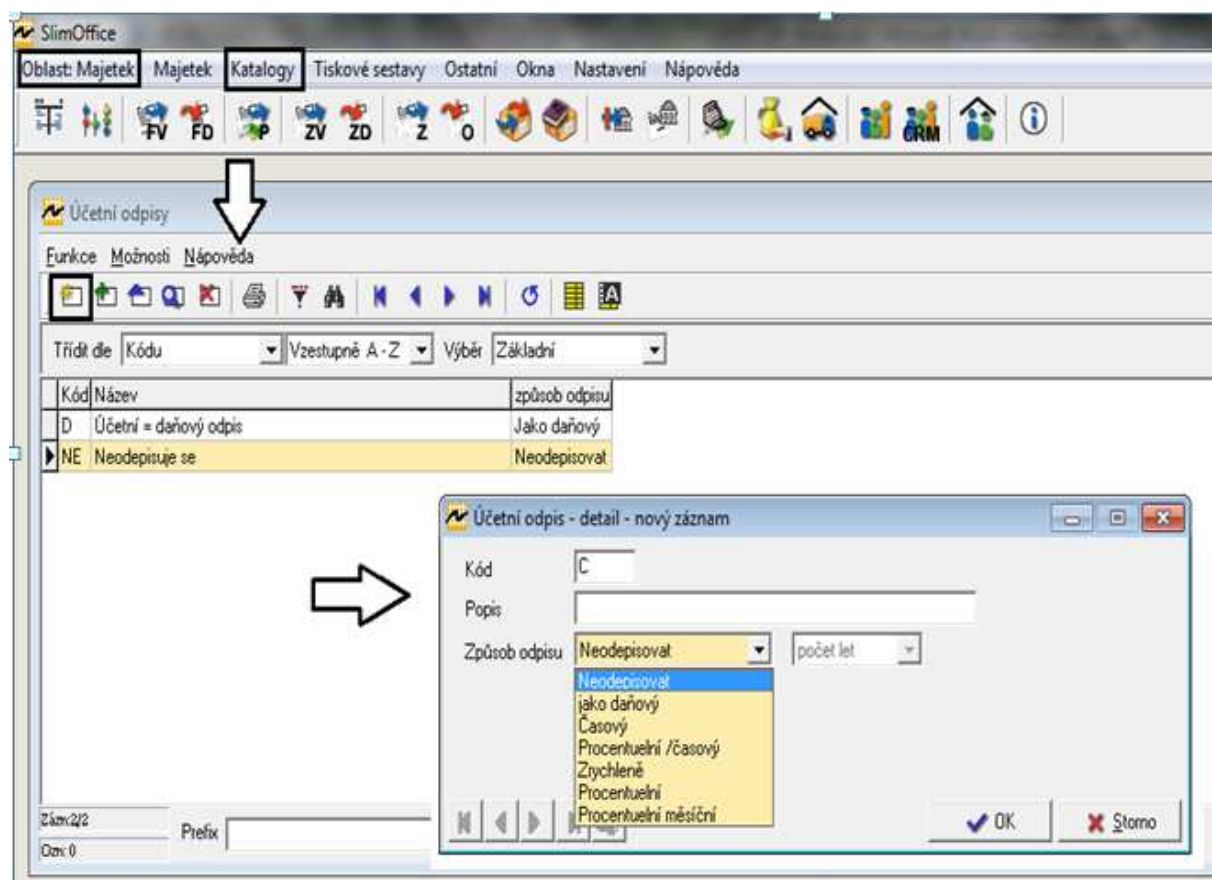 SlimOffice
Oblast: Majetek Majetek Katalogy Tiskové sestavy Ostatní Okna Nastavení Nápověda
FV FD P ZV ZD Z O CRM
Účetní odpisy
Funkce Možnosti Nápověda
A
Třídit dle Kódu Vzestupně A - Z Výběr Základní
Kód Název způsob odpisu
D Účetní = daňový odpis Jako daňový
NE Neodepisuje se Neodepisovat
Účetní odpis - detail - nový záznam
Kód C
Popis
Způsob odpisu Neodepisovat počet let
Neodepisovat
jako daňový
Časový
Procentuelní /časový
Zrychleně
Procentuelní
Procentuelní měsíční
OK Storno
Zázn:2/2
Prefix
Ozn: 0